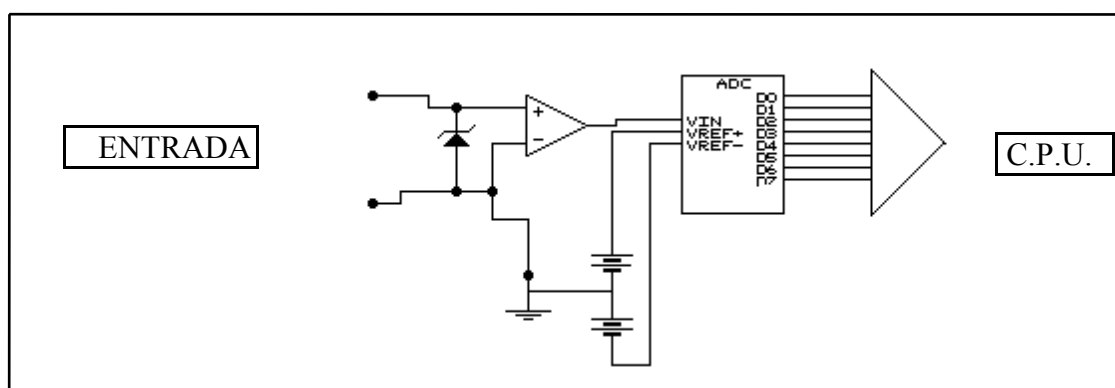 ENTRADA
+
−
ADC
VIN
VREF+
VREF-
D0
D1
D2
D3
D4
D5
D6
D7
C.P.U.